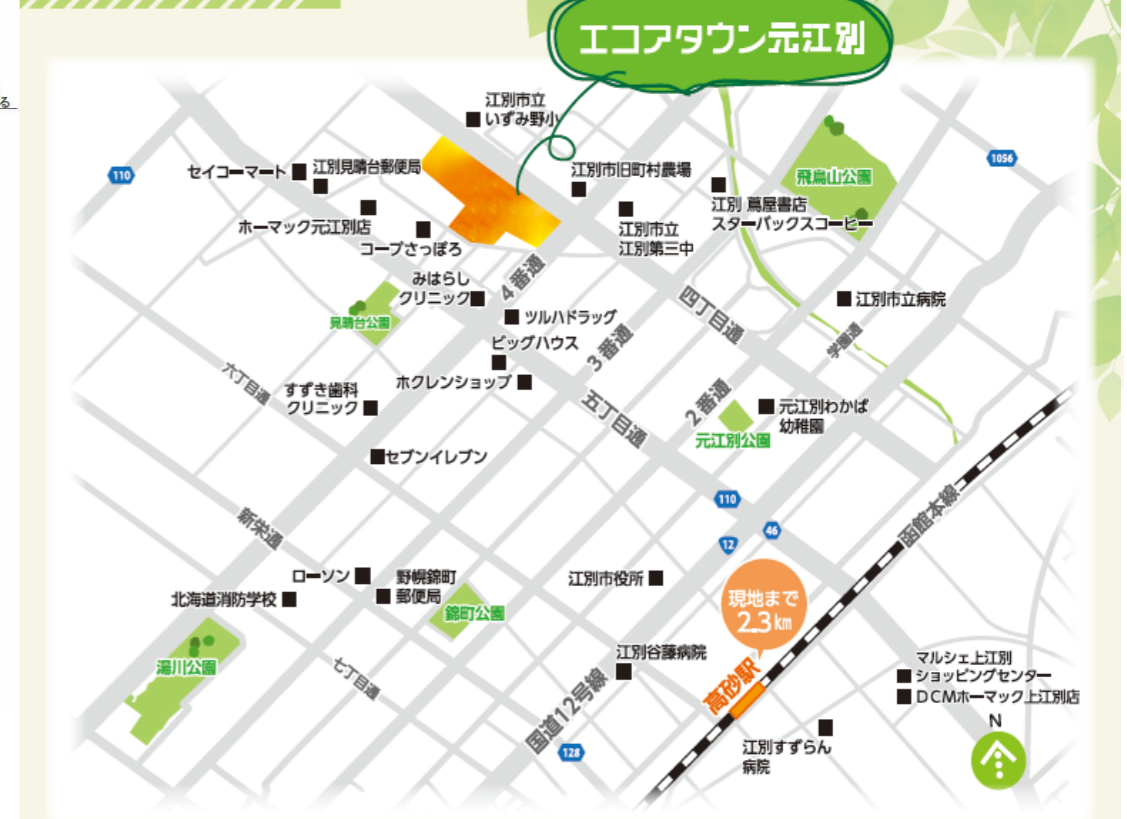 る
エコアタウン元江別
江別市立
いずみ野小
110
セイコーマート
江別見晴台郵便局
江別市旧町村農場
1056
飛鳥山公園
江別 蔦屋書店
スターバックスコーヒー
ホーマック元江別店
コープさっぽろ
江別市立
江別第三中
4番通
みはらし
クリニック
四丁目通
江別市立病院
見晴台公園
ツルハドラッグ
3番通
学園通
ビッグハウス
六丁目通
すずき歯科
クリニック
ホクレンショップ
五丁目通
2番通
元江別わかば
幼稚園
元江別公園
セブンイレブン
110
函館本線
新栄通
46
12
ローソン
野幌錦町
郵便局
江別市役所
現地まで
2.3km
北海道消防学校
錦町公園
湯川公園
七丁目通
江別谷藤病院
国道12号線
高砂駅
マルシェ上江別
ショッピングセンター
DCMホーマック上江別店
N
128
江別すずらん
病院